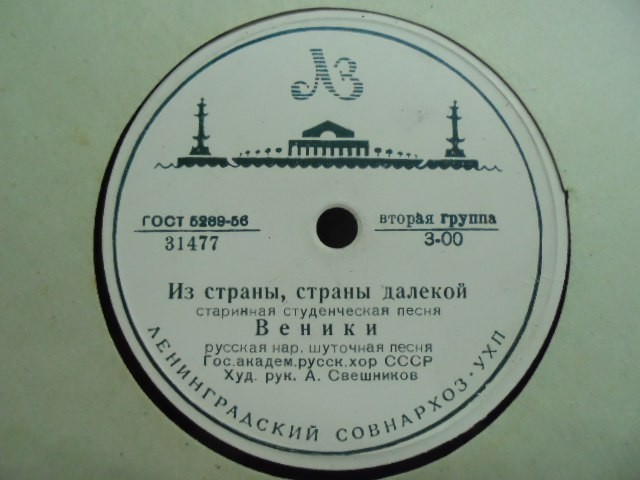 ЛЗ
ГОСТ 5289-56
31477
вторая группа
3-00
Из страны, страны далекой
старинная студенческая песня
Веники
русская нар. шуточная песня
Гос.академ.русск.хор СССР
Худ. рук. А. Свешников
ЛЕНИНГРАДСКИЙ СОВНАРХОЗ·УХП